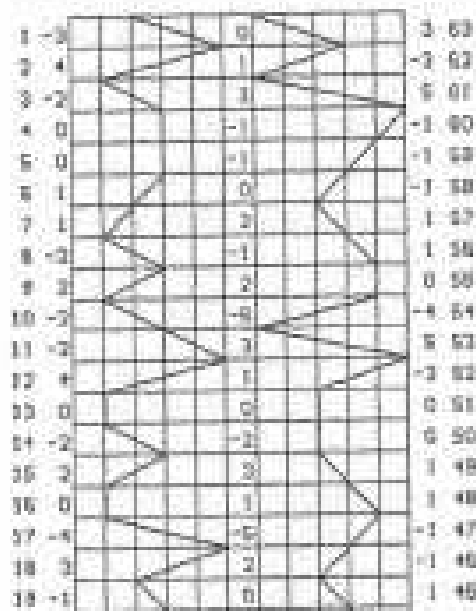 1 -3 0 3 63
2 4 1 -3 62
3 -2 3 5 61
4 0 -1 -1 60
5 0 -1 -1 59
6 1 0 -1 58
7 1 2 1 57
8 -2 -1 1 56
9 2 2 0 55
10 -2 -4 54
11 -2 3 5 53
12 4 1 -3 52
13 0 0 0 51
14 -2 -2 0 50
15 2 3 1 49
16 0 1 1 48
17 -4 -1 47
18 3 2 -1 46
19 -1 1 45